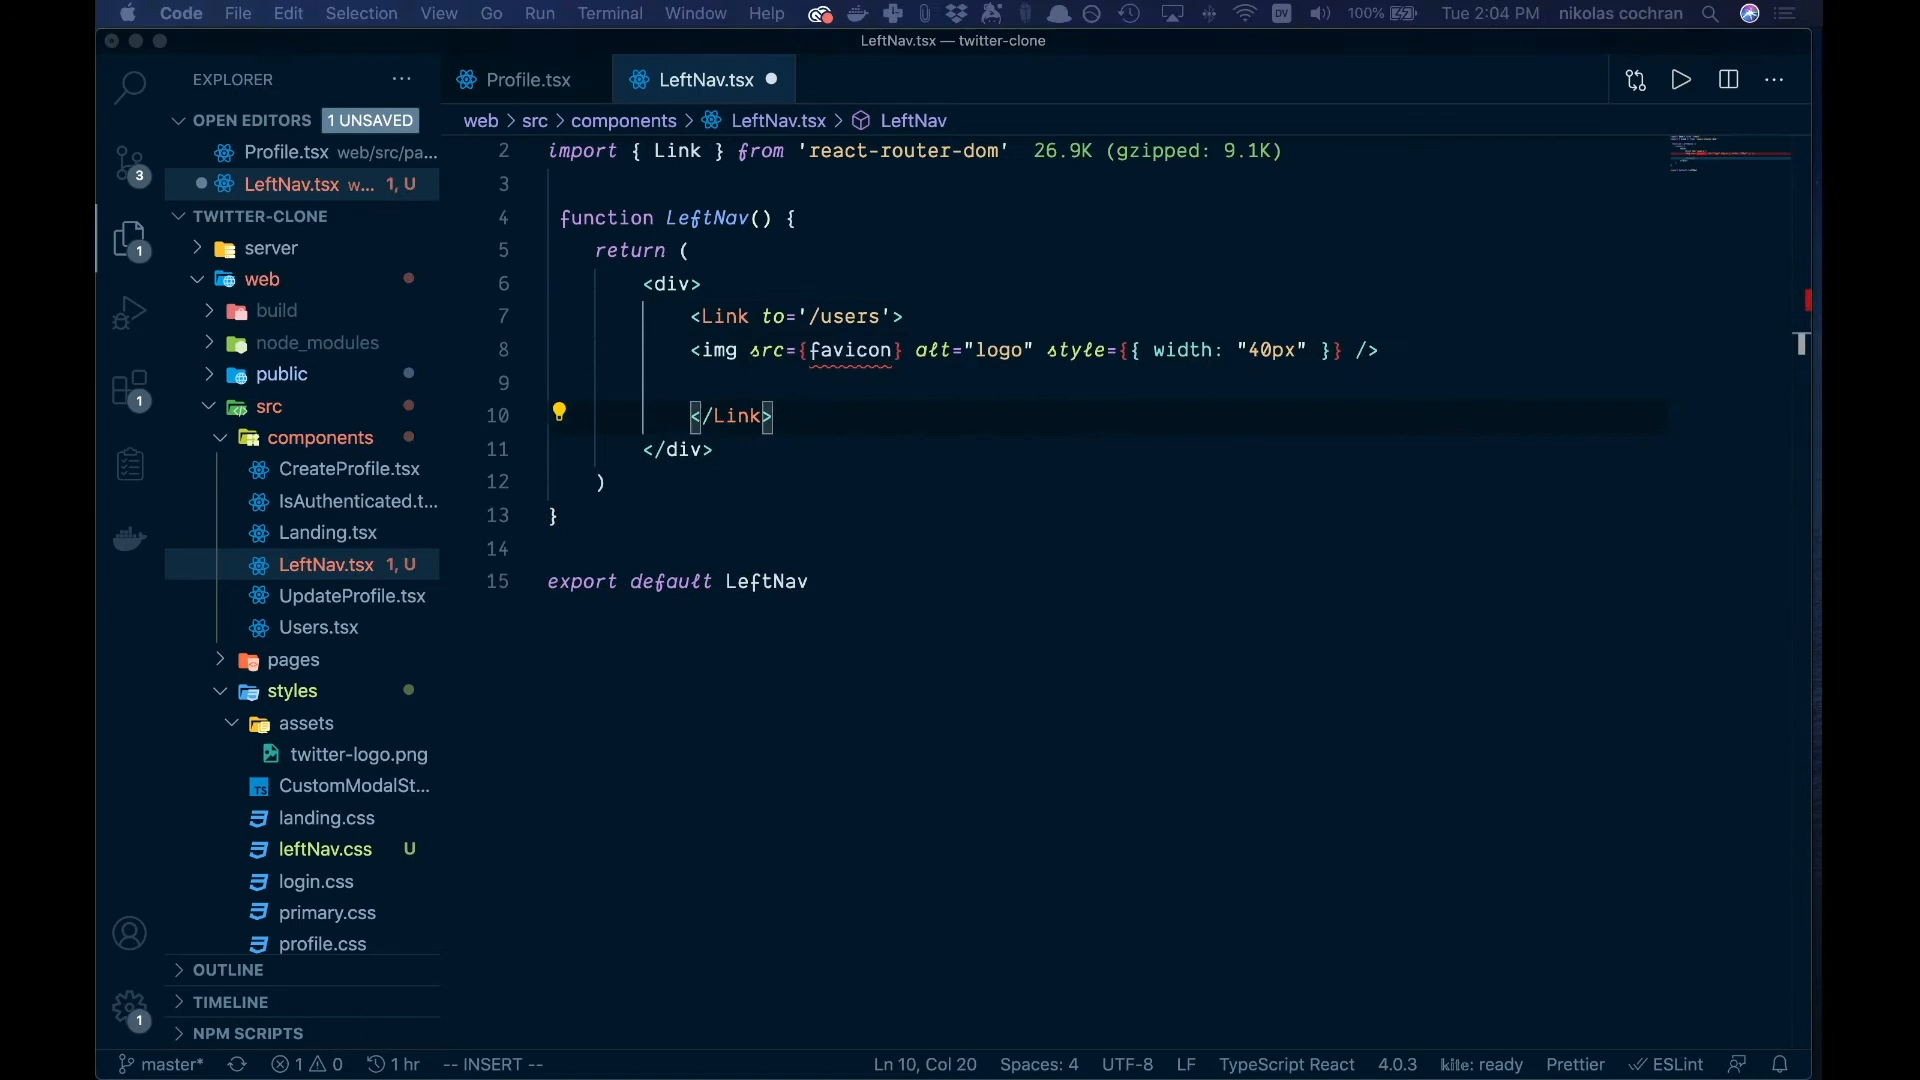 Code File Edit Selection View Go Run Terminal Window Help DV 100% Tue 2:04 PM nikolas cochran
LeftNav.tsx — twitter-clone
EXPLORER ···
Profile.tsx
LeftNav.tsx
OPEN EDITORS 1 UNSAVED
Profile.tsx web/src/pa...
LeftNav.tsx w... 1, U
TWITTER-CLONE
server
web
build
node_modules
public
src
components
CreateProfile.tsx
IsAuthenticated.t...
Landing.tsx
LeftNav.tsx 1, U
UpdateProfile.tsx
Users.tsx
pages
styles
assets
twitter-logo.png
TS CustomModalSt...
landing.css
leftNav.css U
login.css
primary.css
profile.css
OUTLINE
TIMELINE
NPM SCRIPTS
3
1
1
1
web > src > components > LeftNav.tsx > LeftNav
2 import { Link } from 'react-router-dom' 26.9K (gzipped: 9.1K)
3
4 function LeftNav() {
5 return (
6 <div>
7 <Link to='/users'>
8 <img src={favicon} alt="logo" style={{ width: "40px" }} />
9
10 </Link>
11 </div>
12 )
13 }
14
15 export default LeftNav
master* 1 0 1 hr -- INSERT -- Ln 10, Col 20 Spaces: 4 UTF-8 LF TypeScript React 4.0.3 kite: ready Prettier ESLint